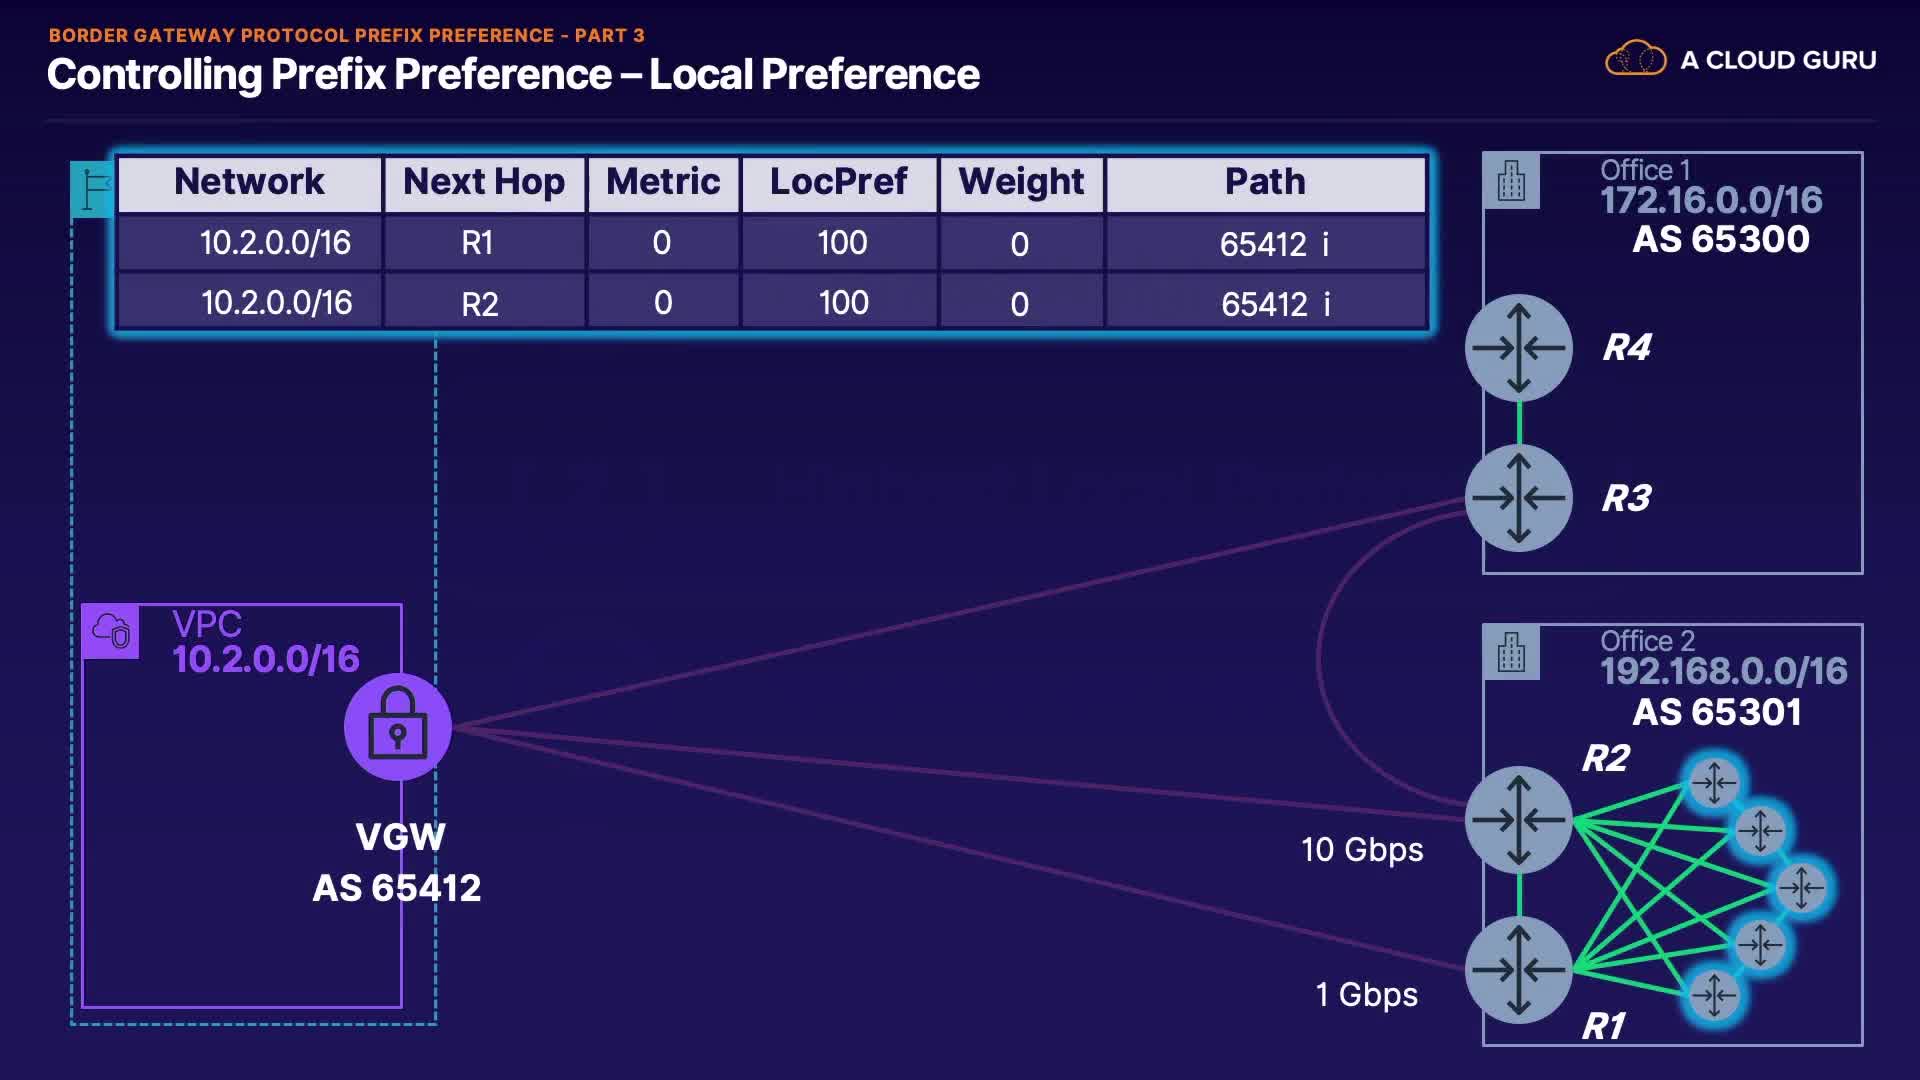 BORDER GATEWAY PROTOCOL PREFIX PREFERENCE - PART 3
Controlling Prefix Preference – Local Preference
A CLOUD GURU
Network Next Hop Metric LocPref Weight Path
10.2.0.0/16 R1 0 100 0 65412 i
10.2.0.0/16 R2 0 100 0 65412 i
Office 1
172.16.0.0/16
AS 65300
R4
R3
VPC
10.2.0.0/16
VGW
AS 65412
Office 2
192.168.0.0/16
AS 65301
R2
10 Gbps
1 Gbps
R1